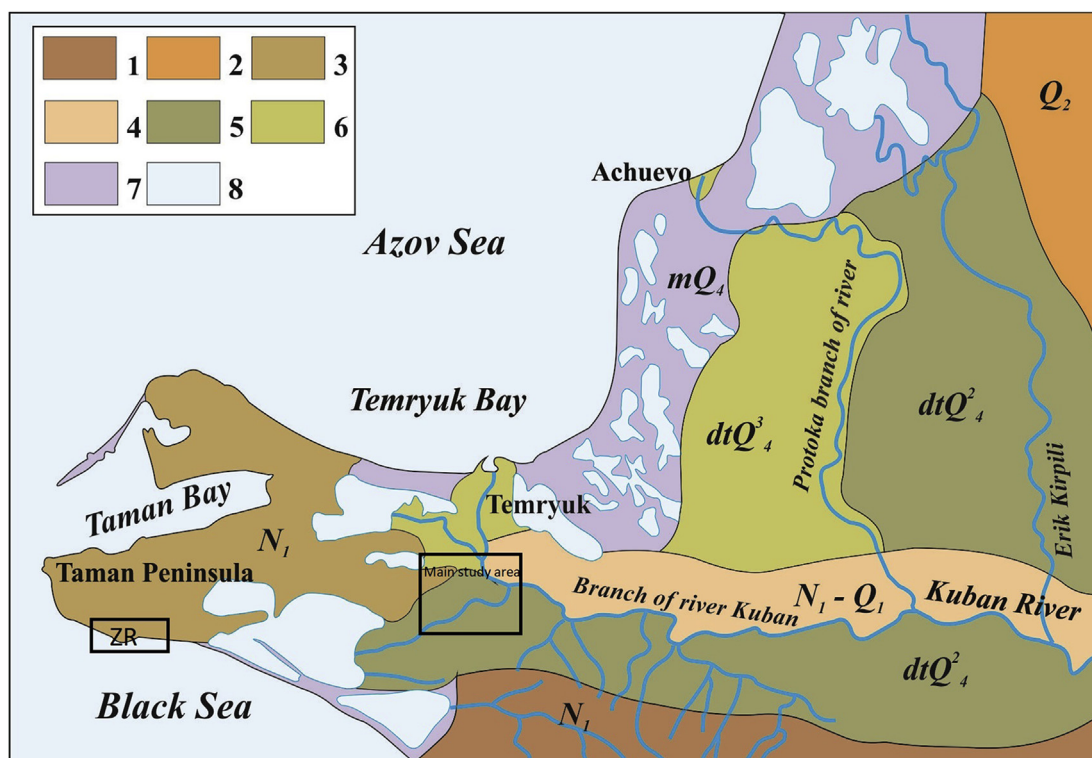 1 2 3
4 5 6
7 8
Q₂
Achuevo
Azov Sea
mQ₄
Protoka branch of river
dtQ²₄
Temryuk Bay
dtQ³₄
Erik Kirpili
Taman Bay
Temryuk
N₁
Taman Peninsula
Main study area
Branch of river Kuban
N₁ - Q₁
Kuban River
ZR
dtQ²₄
Black Sea
N₁